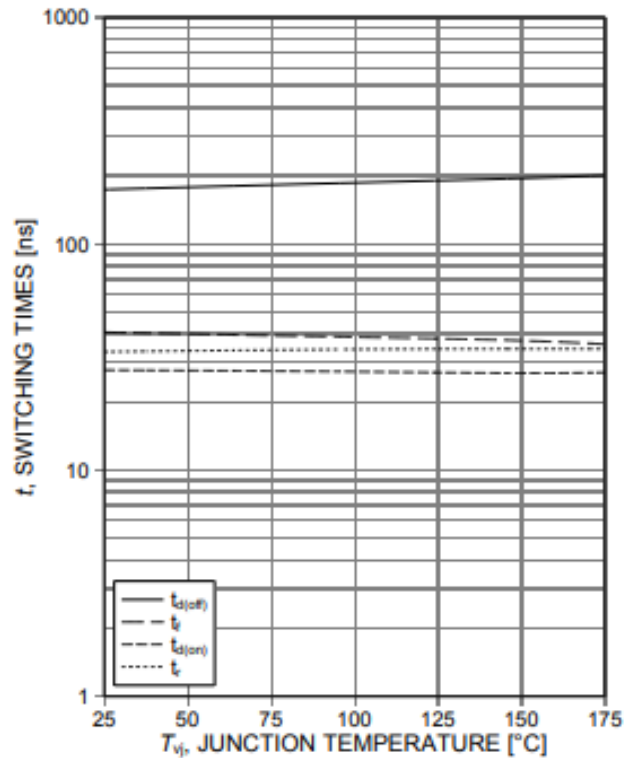 1000
100
10
1
t, SWITCHING TIMES [ns]
td(off)
tf
td(on)
tr
25 50 75 100 125 150 175
Tvj, JUNCTION TEMPERATURE [°C]